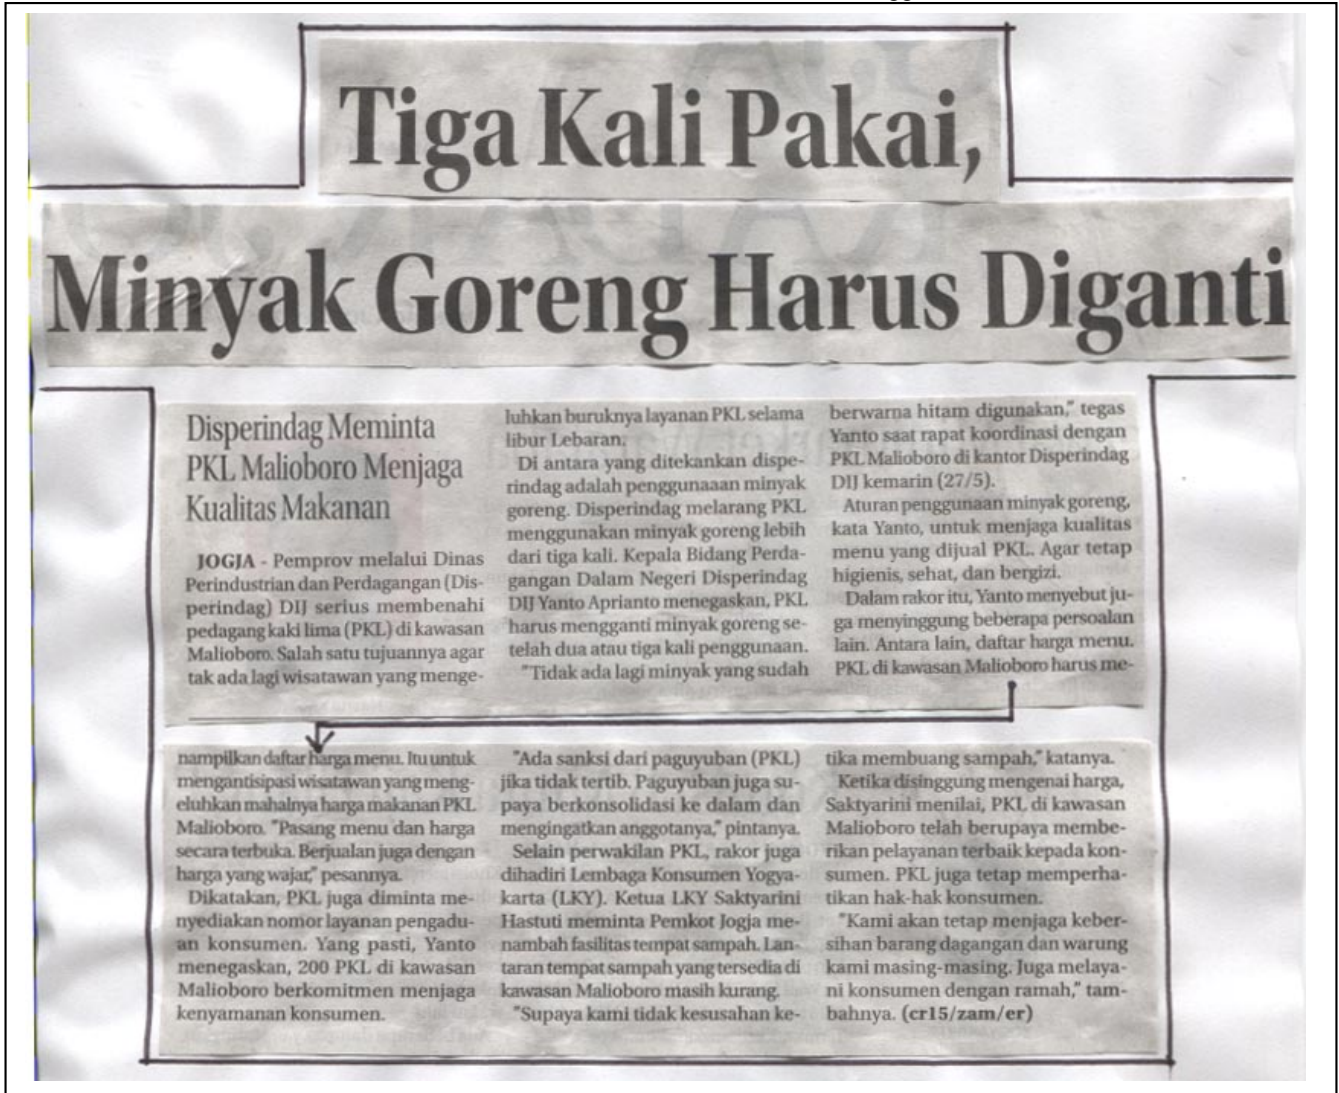 Tiga Kali Pakai,
Minyak Goreng Harus Diganti
Disperindag Meminta
PKL Malioboro Menjaga
Kualitas Makanan
JOGJA - Pemprov melalui Dinas
Perindustrian dan Perdagangan (Dis-
perindag) DIJ serius membenahi
pedagang kaki lima (PKL) di kawasan
Malioboro. Salah satu tujuannya agar
tak ada lagi wisatawan yang menge-
luhkan buruknya layanan PKL selama
libur Lebaran.
Di antara yang ditekankan dispe-
rindag adalah penggunaaan minyak
goreng. Disperindag melarang PKL
menggunakan minyak goreng lebih
dari tiga kali. Kepala Bidang Perda-
gangan Dalam Negeri Disperindag
DIJ Yanto Aprianto menegaskan, PKL
harus mengganti minyak goreng se-
telah dua atau tiga kali penggunaan.
"Tidak ada lagi minyak yang sudah
berwarna hitam digunakan," tegas
Yanto saat rapat koordinasi dengan
PKL Malioboro di kantor Disperindag
DIJ kemarin (27/5).
Aturan penggunaan minyak goreng,
kata Yanto, untuk menjaga kualitas
menu yang dijual PKL. Agar tetap
higienis, sehat, dan bergizi.
Dalam rakor itu, Yanto menyebut ju-
ga menyinggung beberapa persoalan
lain. Antara lain, daftar harga menu.
PKL di kawasan Malioboro harus me-
nampilkan daftar harga menu. Itu untuk
mengantisipasi wisatawan yang meng-
eluhkan mahalnya harga makanan PKL
Malioboro. "Pasang menu dan harga
secara terbuka. Berjualan juga dengan
harga yang wajar," pesannya.
Dikatakan, PKL juga diminta me-
nyediakan nomor layanan pengadu-
an konsumen. Yang pasti, Yanto
menegaskan, 200 PKL di kawasan
Malioboro berkomitmen menjaga
kenyamanan konsumen.
"Ada sanksi dari paguyuban (PKL)
jika tidak tertib. Paguyuban juga su-
paya berkonsolidasi ke dalam dan
mengingatkan anggotanya," pintanya.
Selain perwakilan PKL, rakor juga
dihadiri Lembaga Konsumen Yogya-
karta (LKY). Ketua LKY Saktyarini
Hastuti meminta Pemkot Jogja me-
nambah fasilitas tempat sampah. Lan-
taran tempat sampah yang tersedia di
kawasan Malioboro masih kurang.
"Supaya kami tidak kesusahan ke-
tika membuang sampah," katanya.
Ketika disinggung mengenai harga,
Saktyarini menilai, PKL di kawasan
Malioboro telah berupaya membe-
rikan pelayanan terbaik kepada kon-
sumen. PKL juga tetap memperha-
tikan hak-hak konsumen.
"Kami akan tetap menjaga keber-
sihan barang dagangan dan warung
kami masing-masing. Juga melaya-
ni konsumen dengan ramah," tam-
bahnya. (cr15/zam/er)